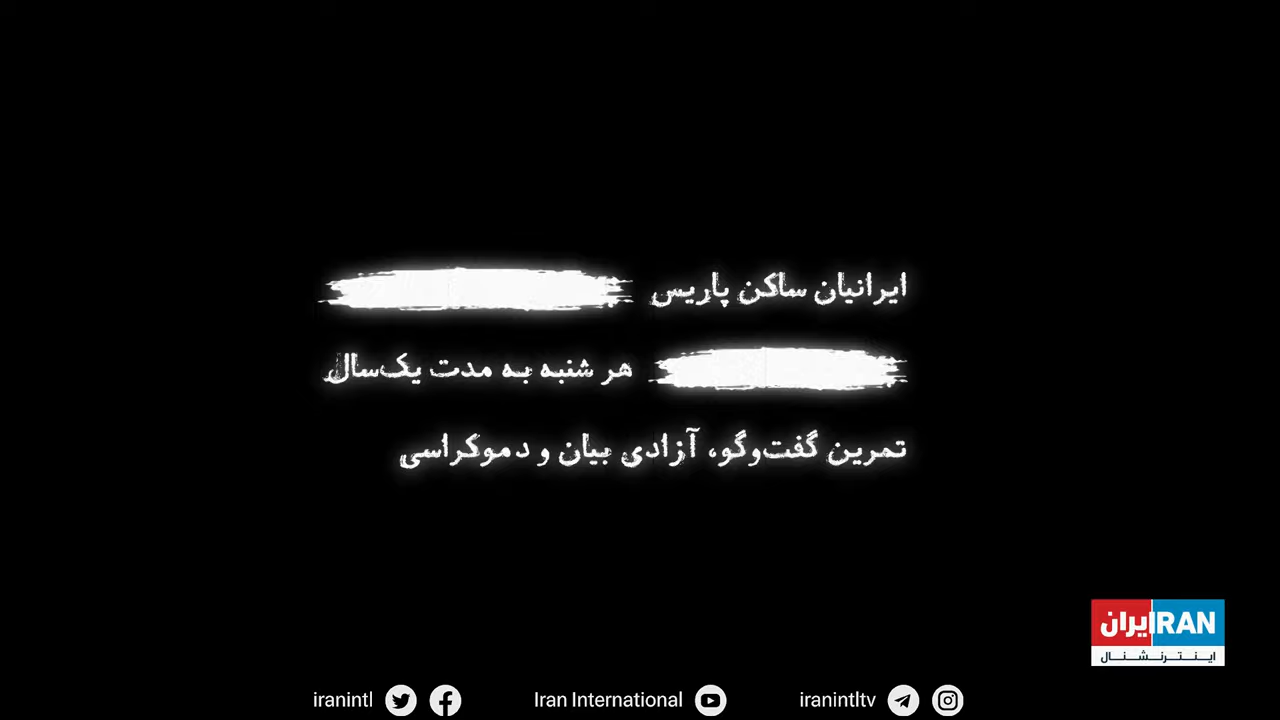 ایرانیان ساکن پاریس
هر شنبه به مدت یک‌سال
تمرین گفت‌وگو، آزادی بیان و دموکراسی
ایران IRAN
اینترنشنال
iranintl
Iran International
iranintltv